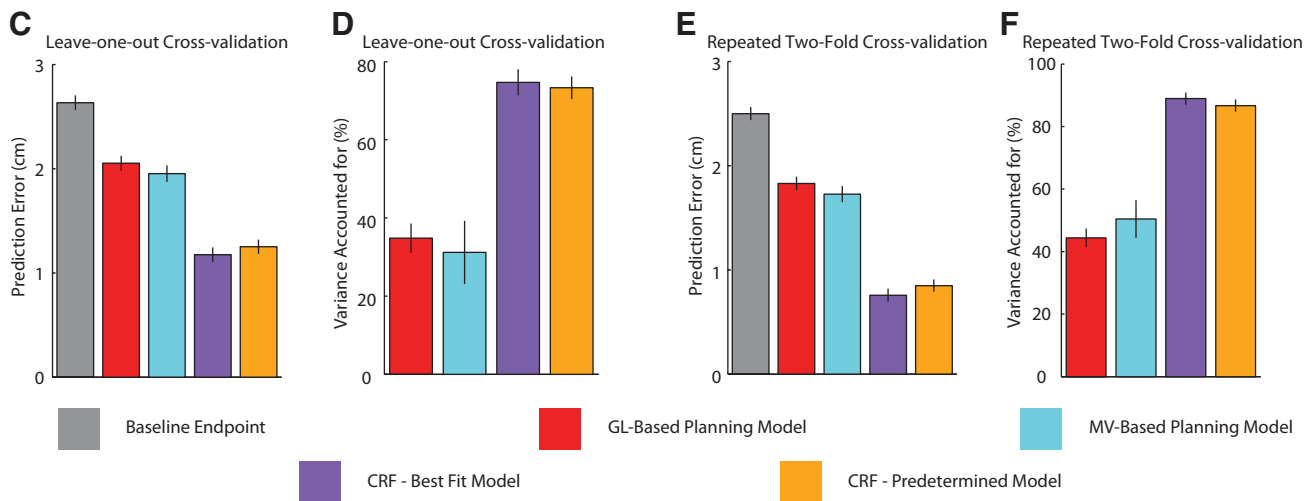 C
Leave-one-out Cross-validation
Prediction Error (cm)
3
2
1
0
D
Leave-one-out Cross-validation
Variance Accounted for (%)
80
60
40
20
0
E
Repeated Two-Fold Cross-validation
Prediction Error (cm)
3
2
1
0
F
Repeated Two-Fold Cross-validation
Variance Accounted for (%)
100
80
60
40
20
0
Baseline Endpoint
GL-Based Planning Model
MV-Based Planning Model
CRF - Best Fit Model
CRF - Predetermined Model